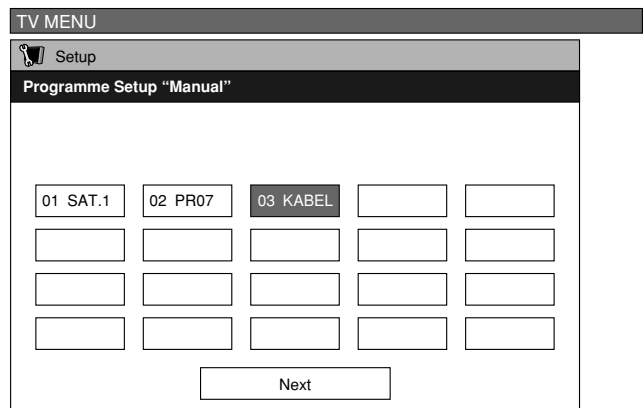 TV MENU
Setup
Programme Setup “Manual”
01 SAT.1 02 PR07 03 KABEL
Next